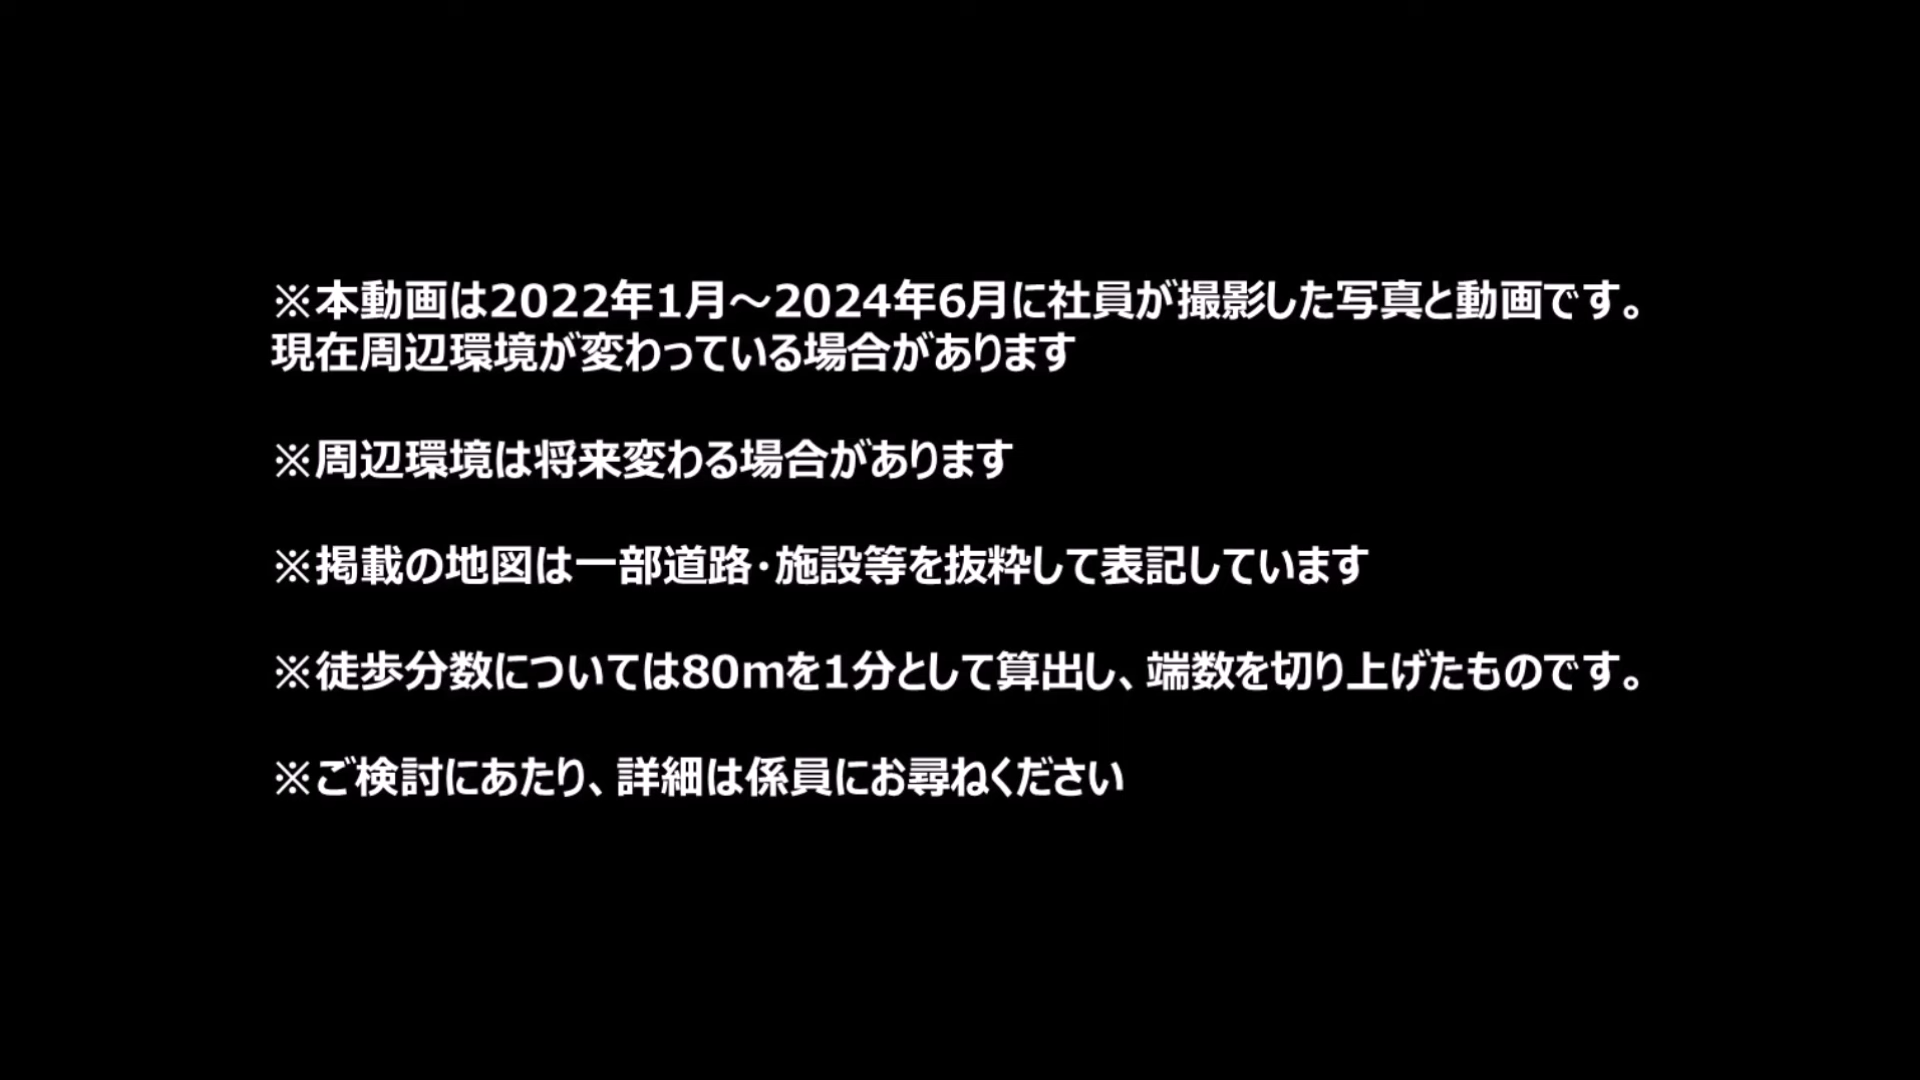 ※本動画は2022年1月～2024年6月に社員が撮影した写真と動画です。
現在周辺環境が変わっている場合があります
※周辺環境は将来変わる場合があります
※掲載の地図は一部道路・施設等を抜粋して表記しています
※徒歩分数については80mを1分として算出し、端数を切り上げたものです。
※ご検討にあたり、詳細は係員にお尋ねください